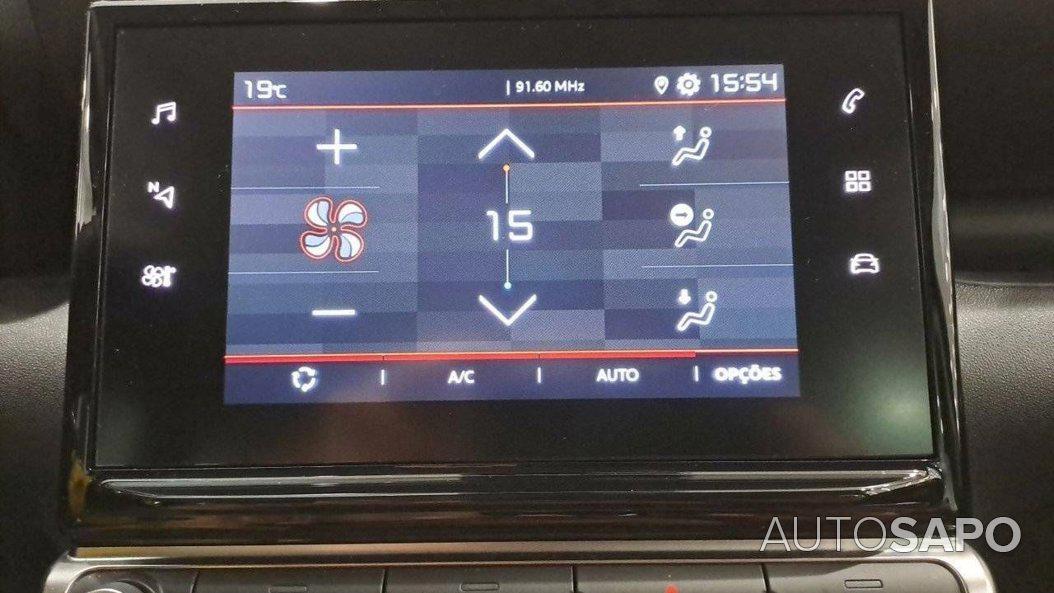 19°C | 91.60 MHz 15:54
N
15
| A/C | AUTO | OPÇÕES
AUTOSAPO